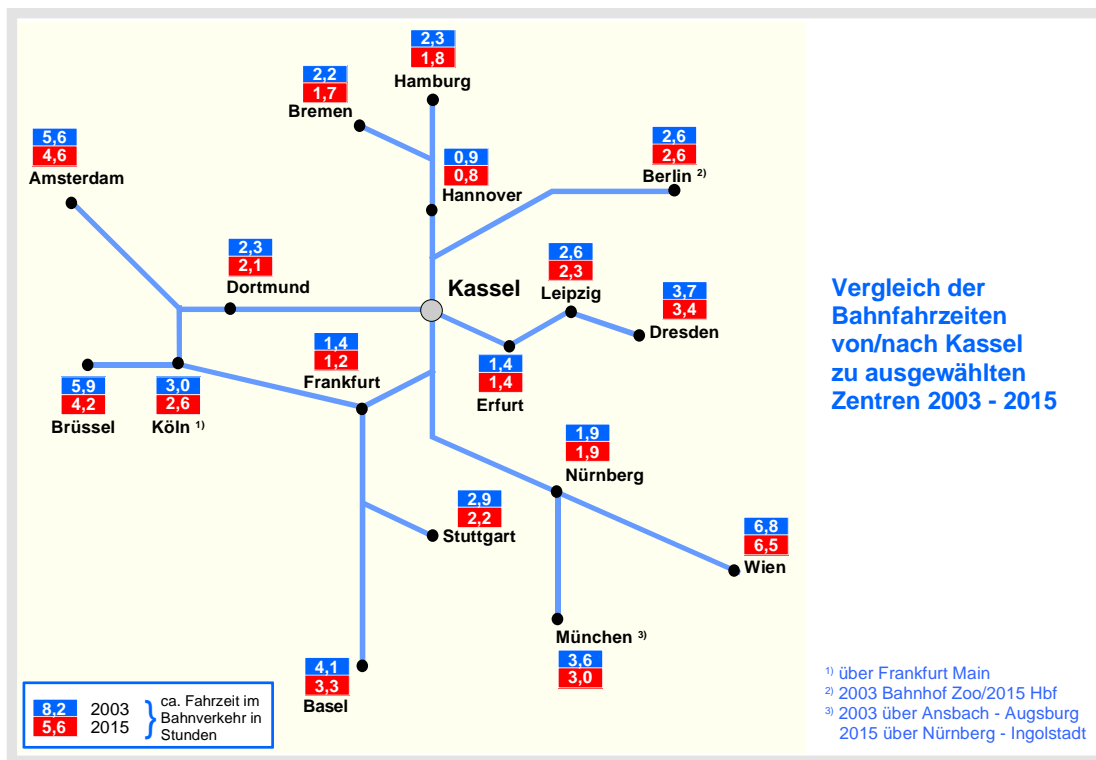 2,3
1,8
Hamburg
2,2
1,7
Bremen
5,6
4,6
Amsterdam
0,9
0,8
Hannover
2,6
2,6
Berlin 2)
2,3
2,1
Dortmund
Kassel
2,6
2,3
Leipzig
3,7
3,4
Dresden
1,4
1,2
Frankfurt
1,4
1,4
Erfurt
5,9
4,2
Brüssel
3,0
2,6
Köln 1)
1,9
1,9
Nürnberg
2,9
2,2
Stuttgart
6,8
6,5
Wien
München 3)
3,6
3,0
4,1
3,3
Basel
8,2 2003
5,6 2015
ca. Fahrzeit im
Bahnverkehr in
Stunden
Vergleich der
Bahnfahrzeiten
von/nach Kassel
zu ausgewählten
Zentren 2003 - 2015
1) über Frankfurt Main
2) 2003 Bahnhof Zoo/2015 Hbf
3) 2003 über Ansbach - Augsburg
2015 über Nürnberg - Ingolstadt